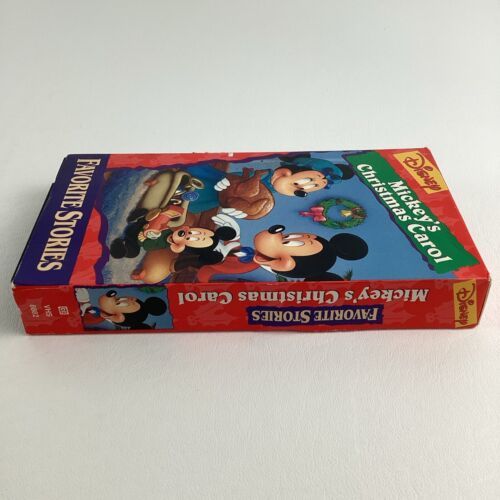 Disney
Mickey's
Christmas Carol
FAVORITE STORIES
Disney
Mickey's Christmas Carol
FAVORITE STORIES
VHS